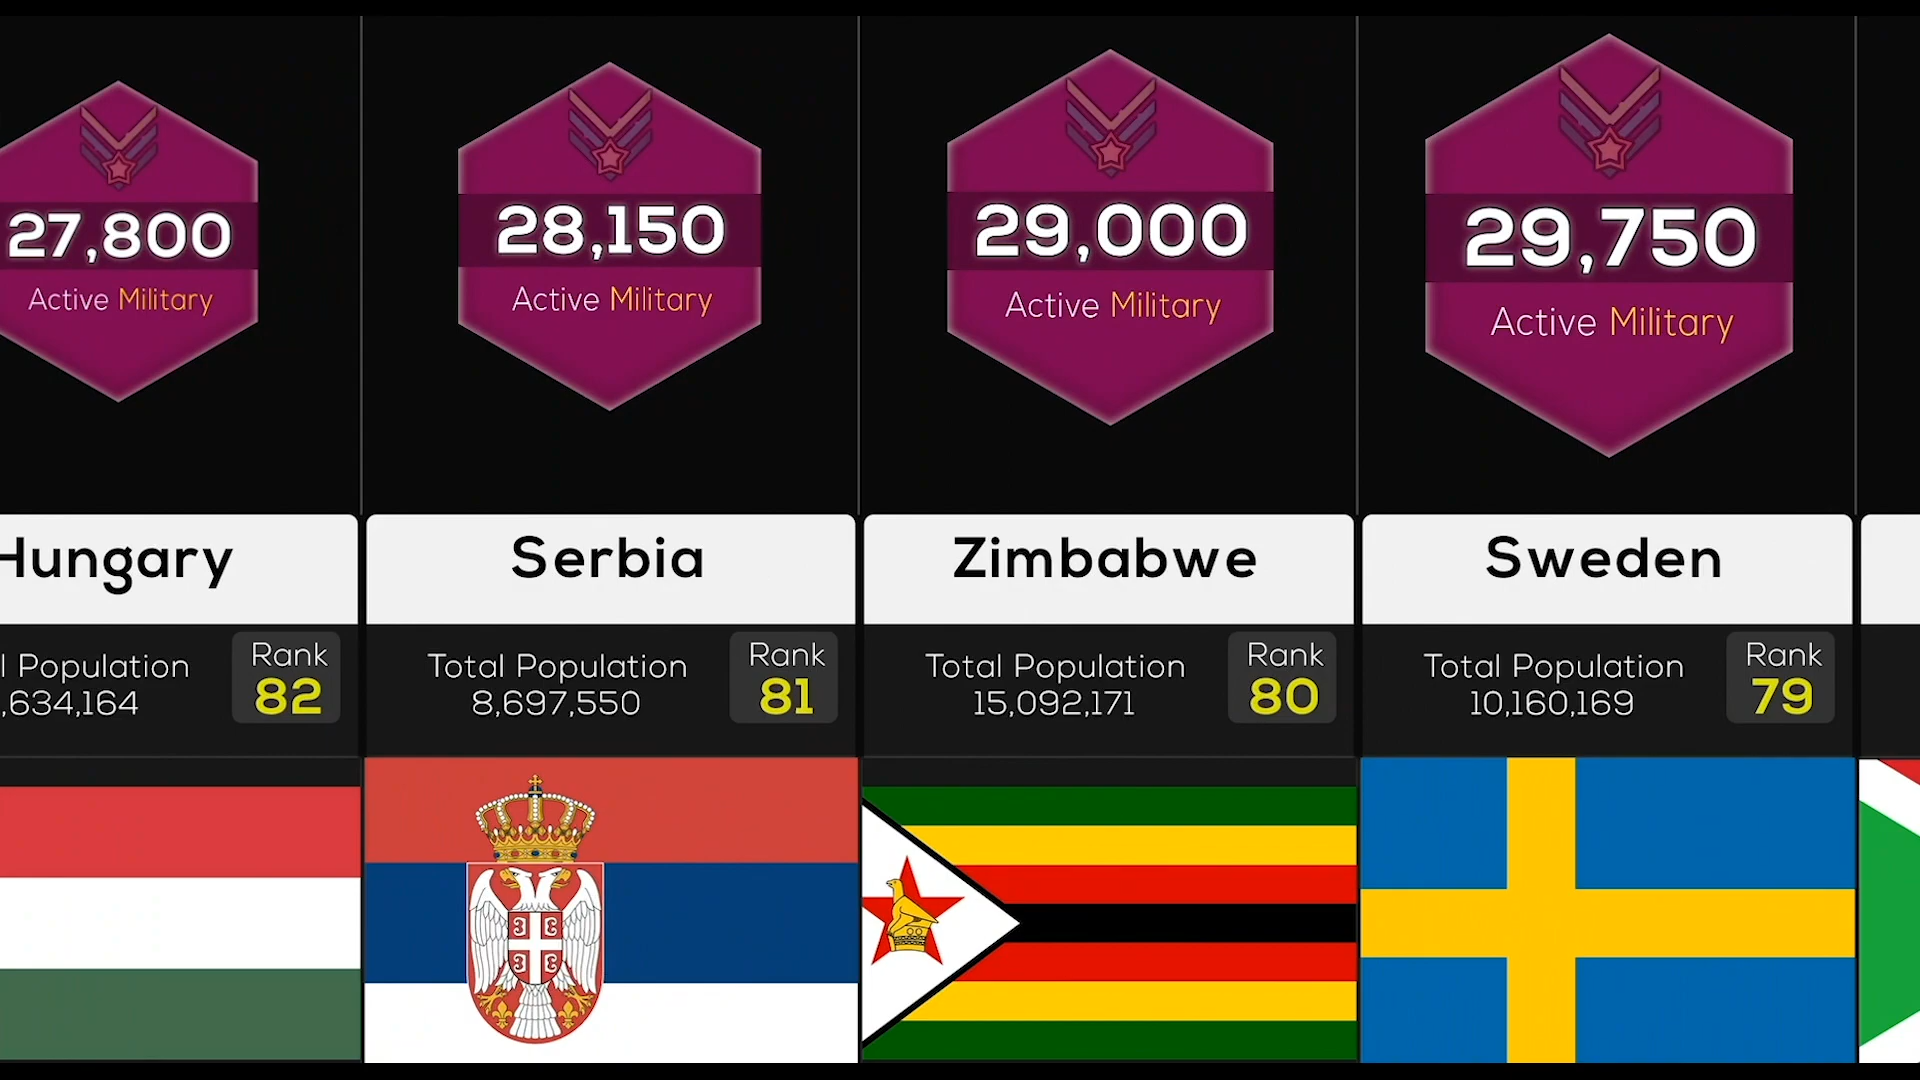 27,800
Active Military
Hungary
l Population
,634,164
Rank
82
28,150
Active Military
Serbia
Total Population
8,697,550
Rank
81
29,000
Active Military
Zimbabwe
Total Population
15,092,171
Rank
80
29,750
Active Military
Sweden
Total Population
10,160,169
Rank
79